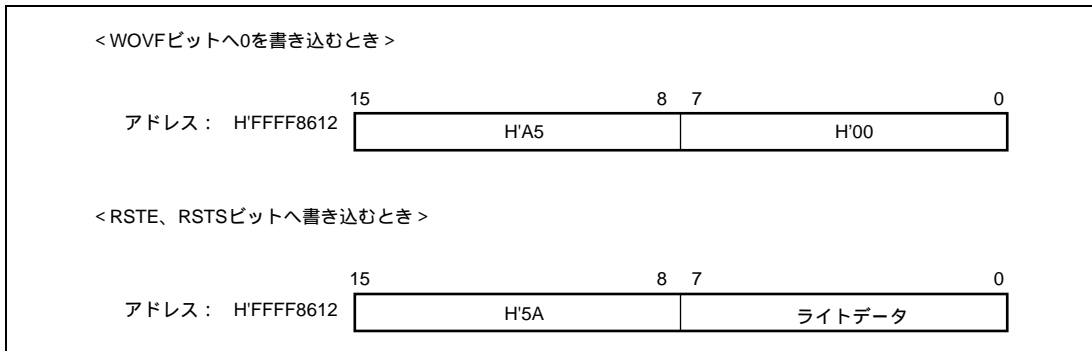 <WOVFビットへ0を書き込むとき>
15 8 7 0
アドレス： H'FFFF8612 H'A5 H'00
<RSTE、RSTSビットへ書き込むとき>
15 8 7 0
アドレス： H'FFFF8612 H'5A ライトデータ